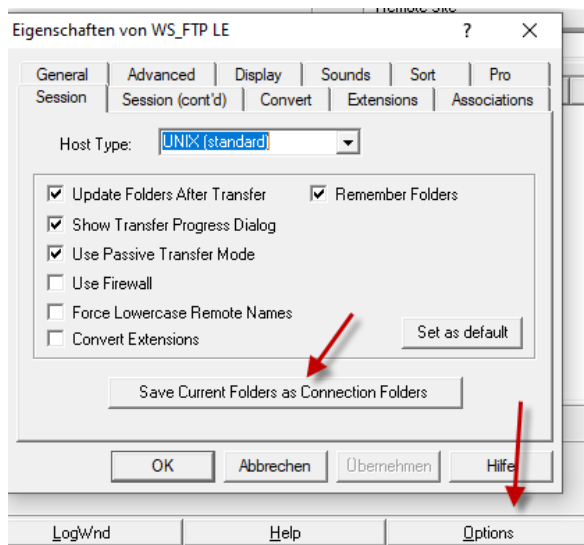 Remote Site
Eigenschaften von WS_FTP LE ? ×
General Advanced Display Sounds Sort Pro
Session Session (cont'd) Convert Extensions Associations
Host Type: UNIX (standard)
Update Folders After Transfer Remember Folders
Show Transfer Progress Dialog
Use Passive Transfer Mode
Use Firewall
Force Lowercase Remote Names
Convert Extensions Set as default
Save Current Folders as Connection Folders
OK Abbrechen Übernehmen Hilfe
LogWnd Help Options